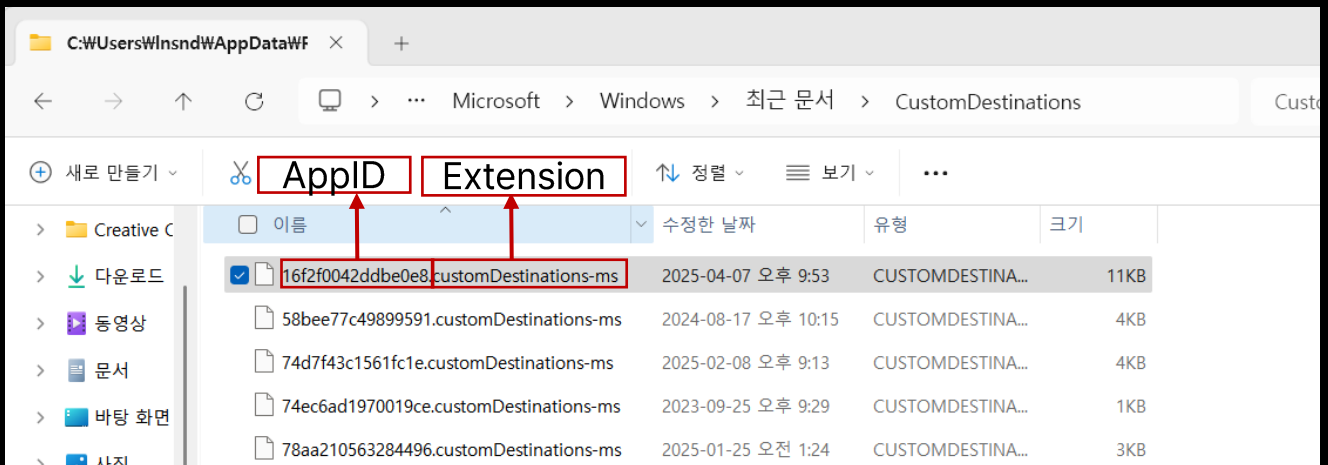 C:₩Users₩lnsnd₩AppData₩F
Microsoft > Windows > 최근 문서 > CustomDestinations
Custo
새로 만들기
AppID
Extension
정렬
보기
이름
수정한 날짜
유형
크기
Creative C
다운로드
동영상
문서
바탕 화면
사진
16f2f0042ddbe0e8.customDestinations-ms 2025-04-07 오후 9:53 CUSTOMDESTINA... 11KB
58bee77c49899591.customDestinations-ms 2024-08-17 오후 10:15 CUSTOMDESTINA... 4KB
74d7f43c1561fc1e.customDestinations-ms 2025-02-08 오후 9:13 CUSTOMDESTINA... 4KB
74ec6ad1970019ce.customDestinations-ms 2023-09-25 오후 9:29 CUSTOMDESTINA... 1KB
78aa210563284496.customDestinations-ms 2025-01-25 오전 1:24 CUSTOMDESTINA... 3KB